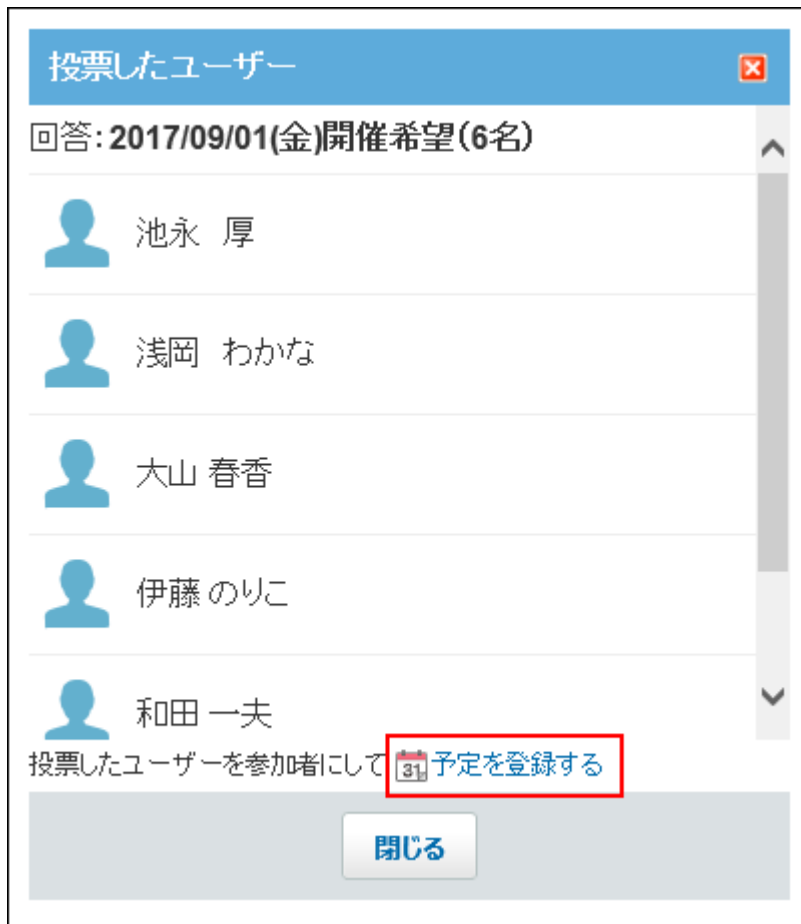 投票したユーザー
回答：2017/09/01(金)開催希望（6名）
池永　厚
浅岡　わかな
大山 春香
伊藤 のりこ
和田 一夫
投票したユーザーを参加者にして 31 予定を登録する
閉じる